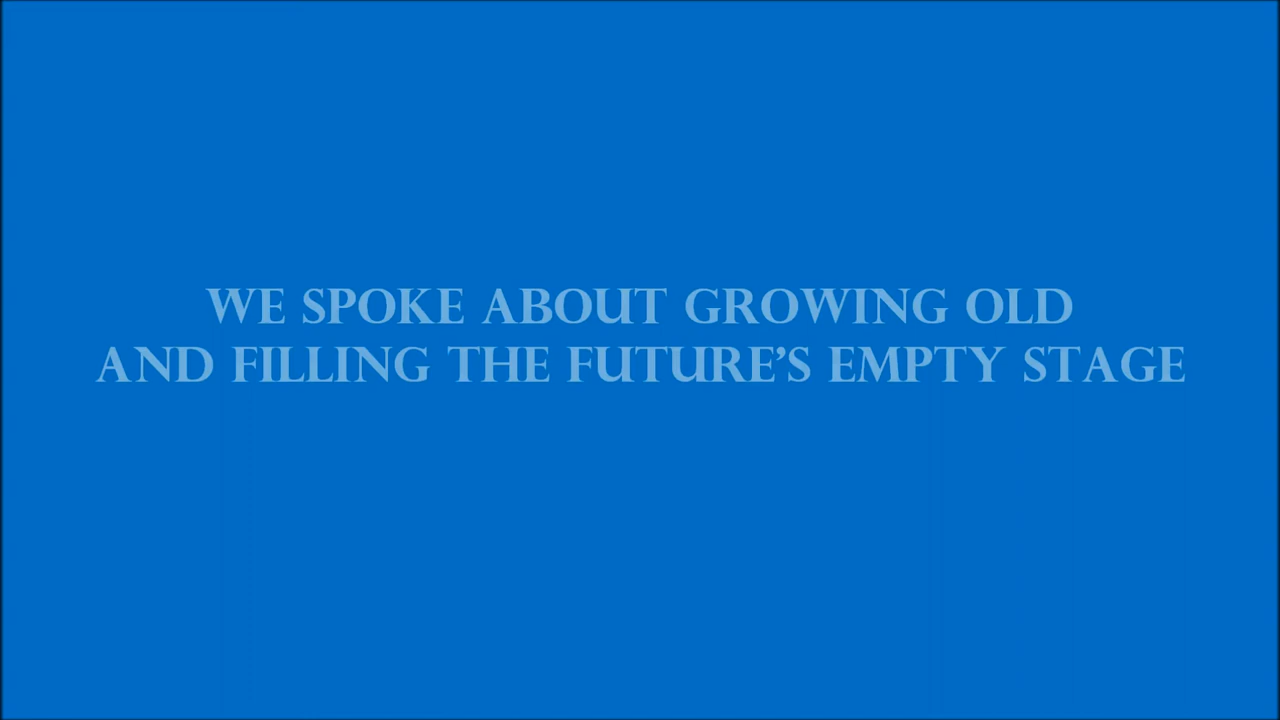 WE SPOKE ABOUT GROWING OLD
AND FILLING THE FUTURE'S EMPTY STAGE